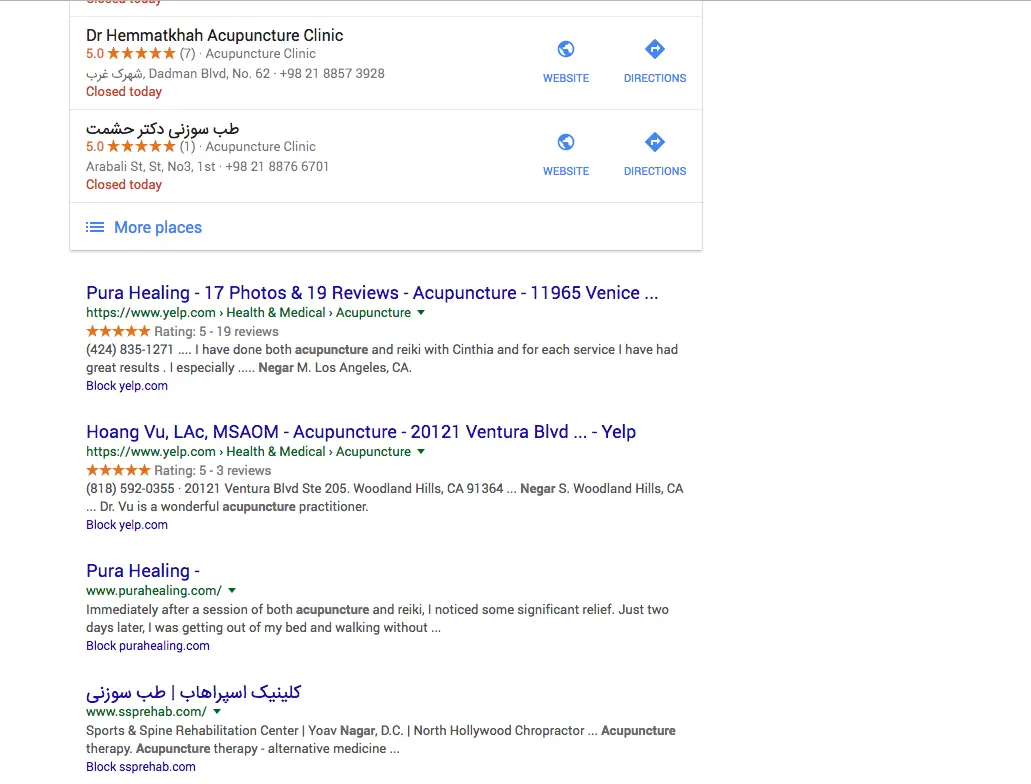 Closed today
Dr Hemmatkhah Acupuncture Clinic
5.0 ★★★★★ (7) · Acupuncture Clinic
شهرک غرب, Dadman Blvd, No. 62 · +98 21 8857 3928
Closed today
WEBSITE
DIRECTIONS
طب سوزنی دکتر حشمت
5.0 ★★★★★ (1) · Acupuncture Clinic
Arabali St, St, No3, 1st · +98 21 8876 6701
Closed today
WEBSITE
DIRECTIONS
More places
Pura Healing - 17 Photos & 19 Reviews - Acupuncture - 11965 Venice ...
https://www.yelp.com › Health & Medical › Acupuncture
★★★★★ Rating: 5 - 19 reviews
(424) 835-1271 .... I have done both acupuncture and reiki with Cinthia and for each service I have had
great results . I especially ..... Negar M. Los Angeles, CA.
Block yelp.com
Hoang Vu, LAc, MSAOM - Acupuncture - 20121 Ventura Blvd ... - Yelp
https://www.yelp.com › Health & Medical › Acupuncture
★★★★★ Rating: 5 - 3 reviews
(818) 592-0355 · 20121 Ventura Blvd Ste 205. Woodland Hills, CA 91364 ... Negar S. Woodland Hills, CA
... Dr. Vu is a wonderful acupuncture practitioner.
Block yelp.com
Pura Healing -
www.purahealing.com/
Immediately after a session of both acupuncture and reiki, I noticed some significant relief. Just two
days later, I was getting out of my bed and walking without ...
Block purahealing.com
کلینیک اسپراهاب | طب سوزنی
www.ssprehab.com/
Sports & Spine Rehabilitation Center | Yoav Nagar, D.C. | North Hollywood Chiropractor ... Acupuncture
therapy. Acupuncture therapy - alternative medicine ...
Block ssprehab.com